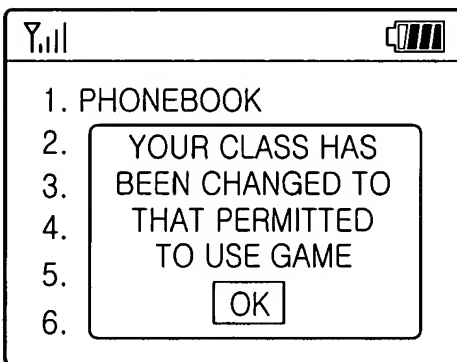 1. PHONEBOOK
2.
3.
4.
5.
6.
YOUR CLASS HAS
BEEN CHANGED TO
THAT PERMITTED
TO USE GAME
OK